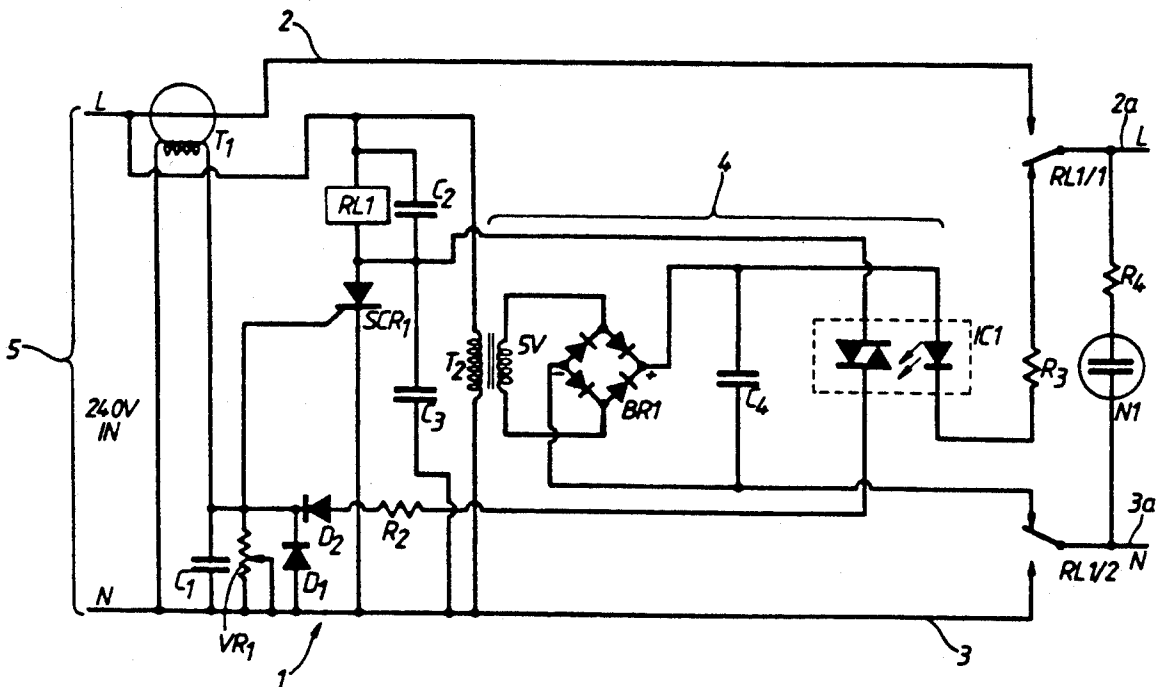 2
L
T1
2a
L
RL1/1
4
RL1
C2
R4
SCR1
5
T2
5V
IC1
R3
240V
IN
C3
BR1
-
+
C4
N1
D2
R2
3a
N
C1
D1
RL1/2
N
VR1
1
3